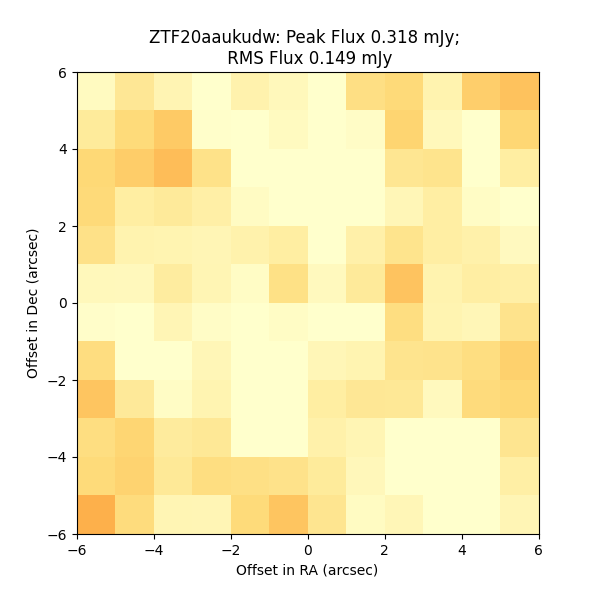 ZTF20aaukudw: Peak Flux 0.318 mJy;
RMS Flux 0.149 mJy
6
4
2
0
−2
−4
−6
Offset in Dec (arcsec)
−6 −4 −2 0 2 4 6
Offset in RA (arcsec)